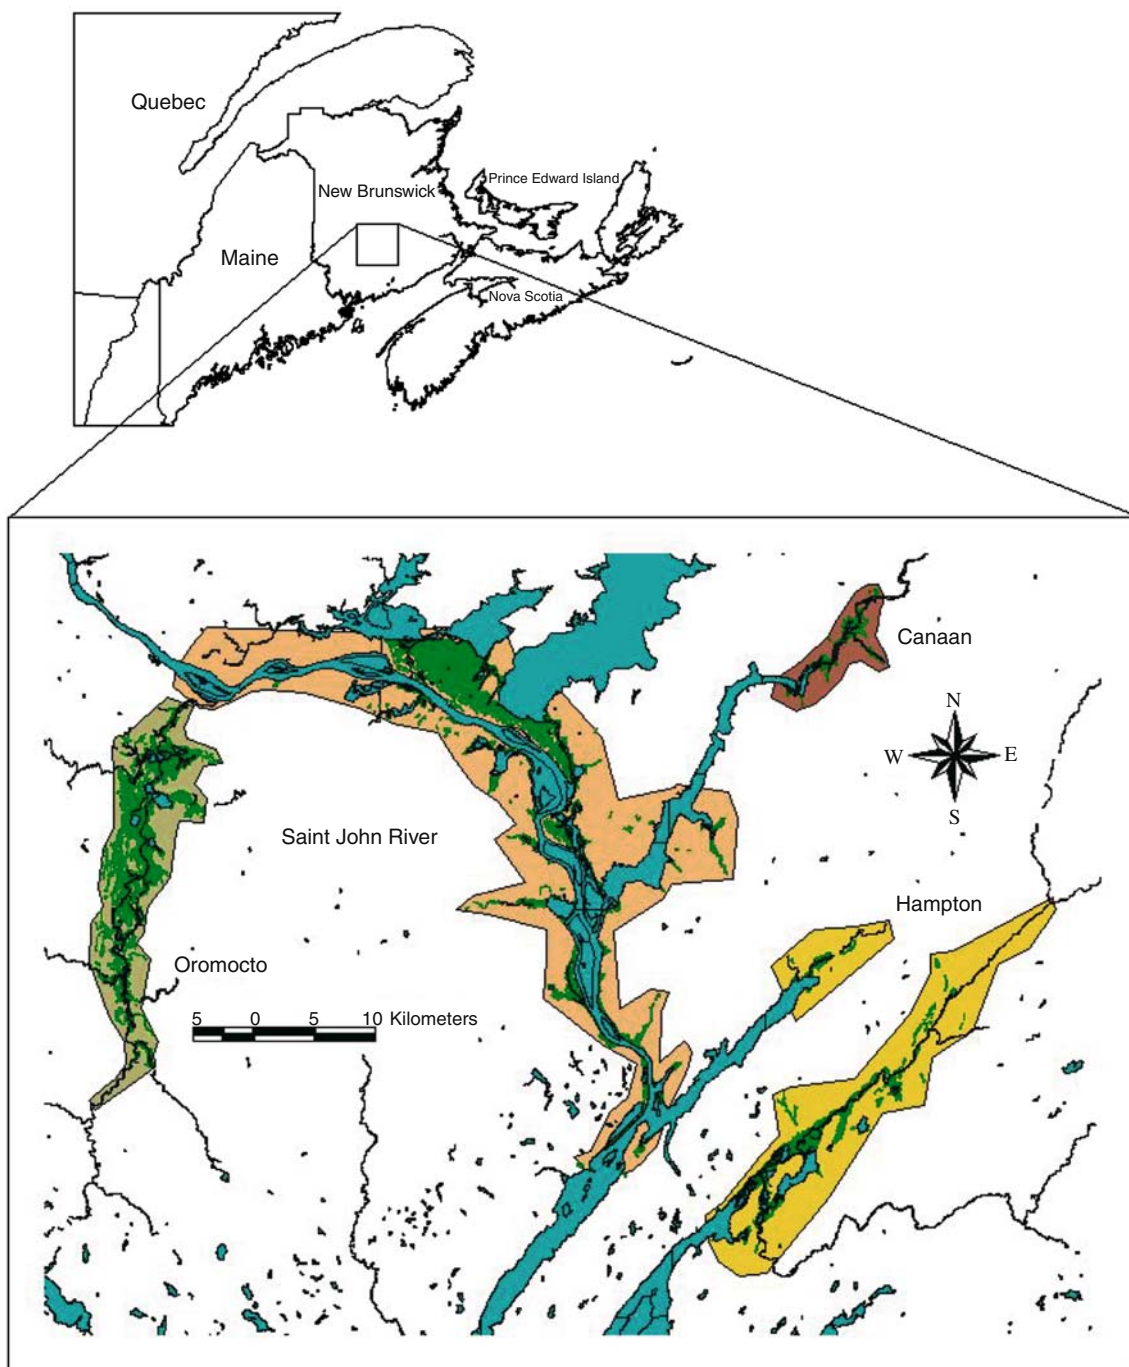 Quebec
New Brunswick
Prince Edward Island
Maine
Nova Scotia
Canaan
N
W E
S
Saint John River
Hampton
Oromocto
5 0 5 10 Kilometers